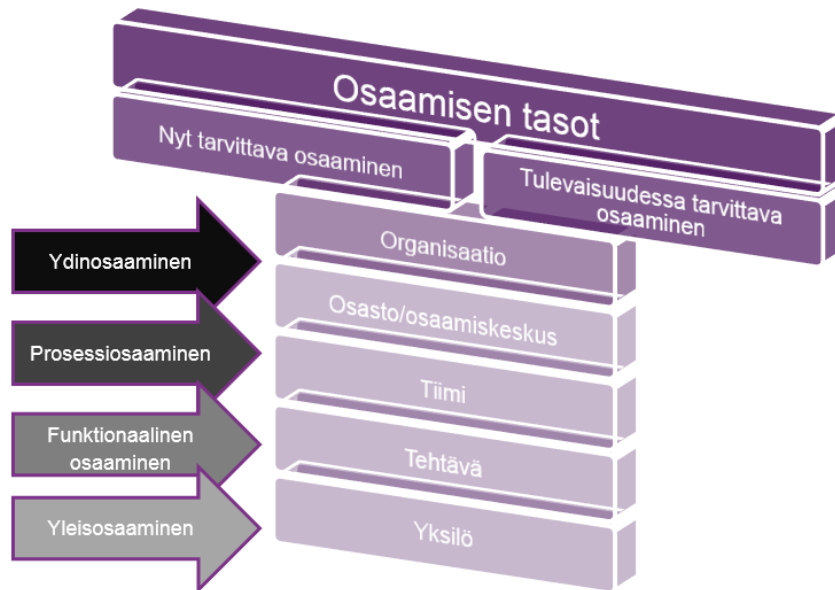 Osaamisen tasot
Nyt tarvittava osaaminen
Tulevaisuudessa tarvittava
osaaminen
Ydinosaaminen
Organisaatio
Osasto/osaamiskeskus
Prosessiosaaminen
Tiimi
Funktionaalinen
osaaminen
Tehtävä
Yleisosaaminen
Yksilö